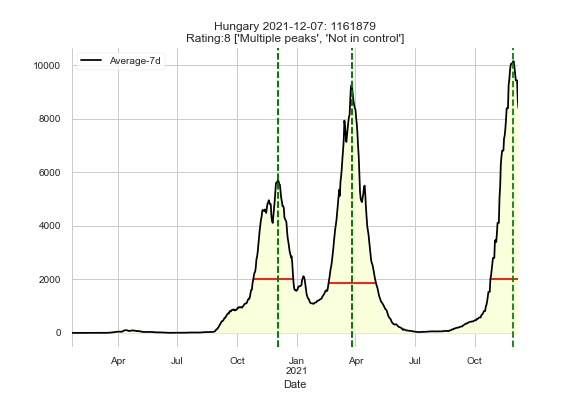 Hungary 2021-12-07: 1161879
Rating:8 ['Multiple peaks', 'Not in control']
Average-7d
10000
8000
6000
4000
2000
0
Apr Jul Oct Jan Apr Jul Oct
2021
Date